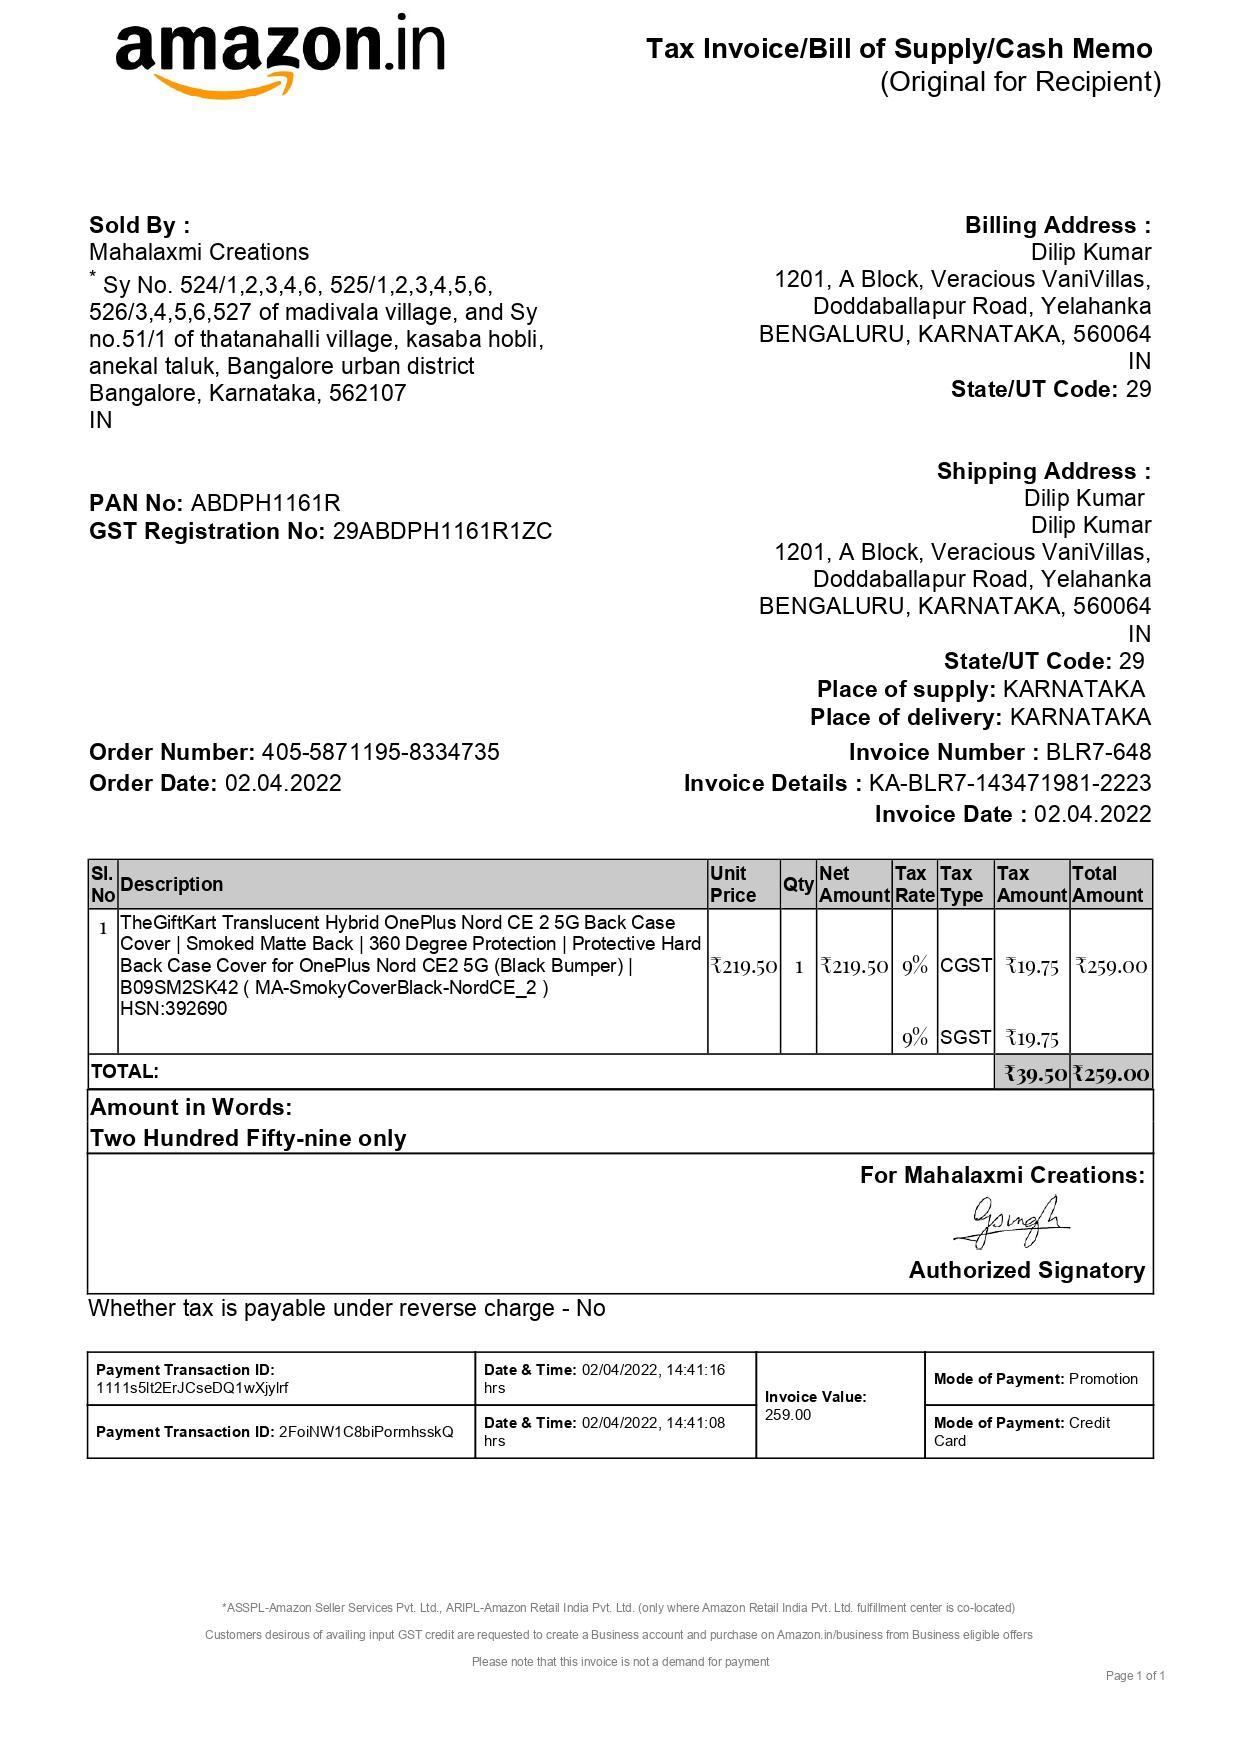 amazon.in
Tax Invoice/Bill of Supply/Cash Memo
(Original for Recipient)
Sold By :
Mahalaxmi Creations
* Sy No. 524/1,2,3,4,6, 525/1,2,3,4,5,6,
526/3,4,5,6,527 of madivala village, and Sy
no.51/1 of thatanahalli village, kasaba hobli,
anekal taluk, Bangalore urban district
Bangalore, Karnataka, 562107
IN
PAN No: ABDPH1161R
GST Registration No: 29ABDPH1161R1ZC
Billing Address :
Dilip Kumar
1201, A Block, Veracious VaniVillas,
Doddaballapur Road, Yelahanka
BENGALURU, KARNATAKA, 560064
IN
State/UT Code: 29
Shipping Address :
Dilip Kumar
Dilip Kumar
1201, A Block, Veracious VaniVillas,
Doddaballapur Road, Yelahanka
BENGALURU, KARNATAKA, 560064
IN
State/UT Code: 29
Place of supply: KARNATAKA
Place of delivery: KARNATAKA
Order Number: 405-5871195-8334735
Order Date: 02.04.2022
Invoice Number : BLR7-648
Invoice Details : KA-BLR7-143471981-2223
Invoice Date : 02.04.2022
Sl. No Description Unit Price Qty Net Amount Tax Rate Tax Type Tax Amount Total Amount
1 TheGiftKart Translucent Hybrid OnePlus Nord CE 2 5G Back Case
Cover | Smoked Matte Back | 360 Degree Protection | Protective Hard
Back Case Cover for OnePlus Nord CE2 5G (Black Bumper) | ₹219.50 1 ₹219.50 9% CGST ₹19.75 ₹259.00
B09SM2SK42 ( MA-SmokyCoverBlack-NordCE_2 )
HSN:392690
9% SGST ₹19.75
TOTAL: ₹39.50 ₹259.00
Amount in Words:
Two Hundred Fifty-nine only
For Mahalaxmi Creations:
Gsingh
Authorized Signatory
Whether tax is payable under reverse charge - No
Payment Transaction ID:
1111s5lt2ErJCseDQ1wXjylrf
Date & Time: 02/04/2022, 14:41:16
hrs
Invoice Value:
259.00
Mode of Payment: Promotion
Payment Transaction ID: 2FoiNW1C8biPormhsskQ
Date & Time: 02/04/2022, 14:41:08
hrs
Mode of Payment: Credit
Card
*ASSPL-Amazon Seller Services Pvt. Ltd., ARIPL-Amazon Retail India Pvt. Ltd. (only where Amazon Retail India Pvt. Ltd. fulfillment center is co-located)
Customers desirous of availing input GST credit are requested to create a Business account and purchase on Amazon.in/business from Business eligible offers
Please note that this invoice is not a demand for payment
Page 1 of 1